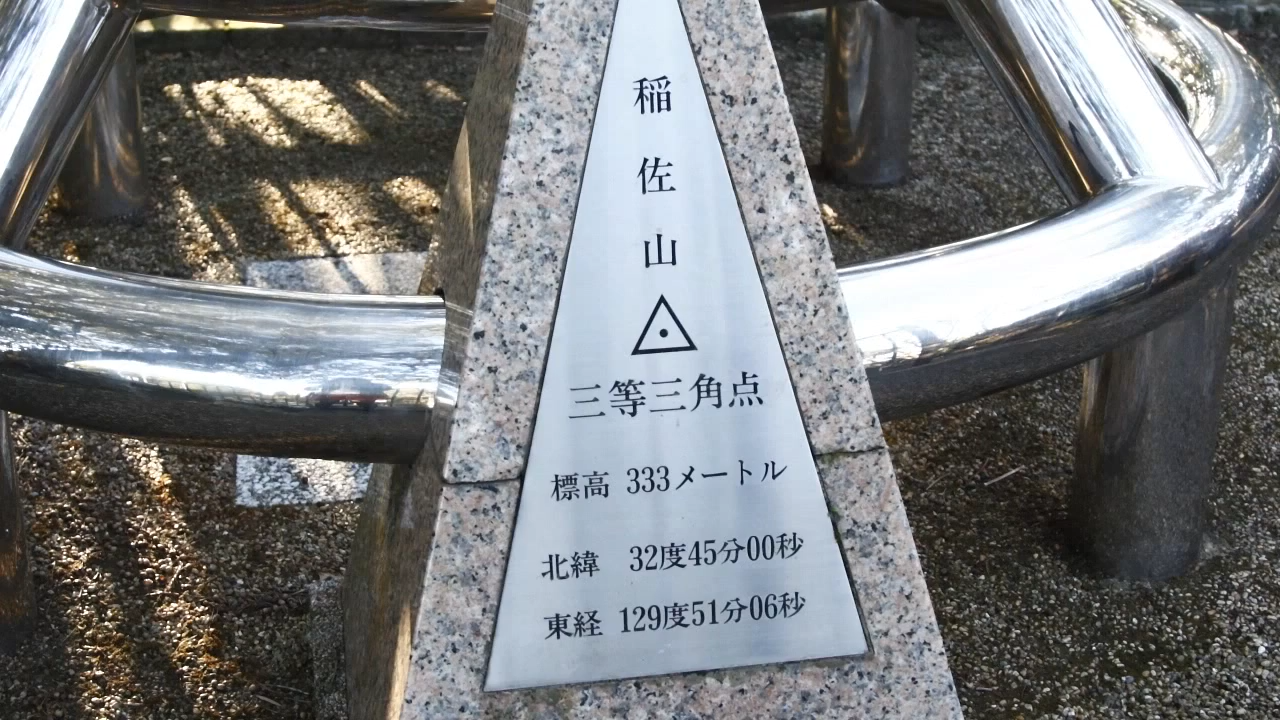 稲佐山
三等三角点
標高 333メートル
北緯 32度45分00秒
東経 129度51分06秒